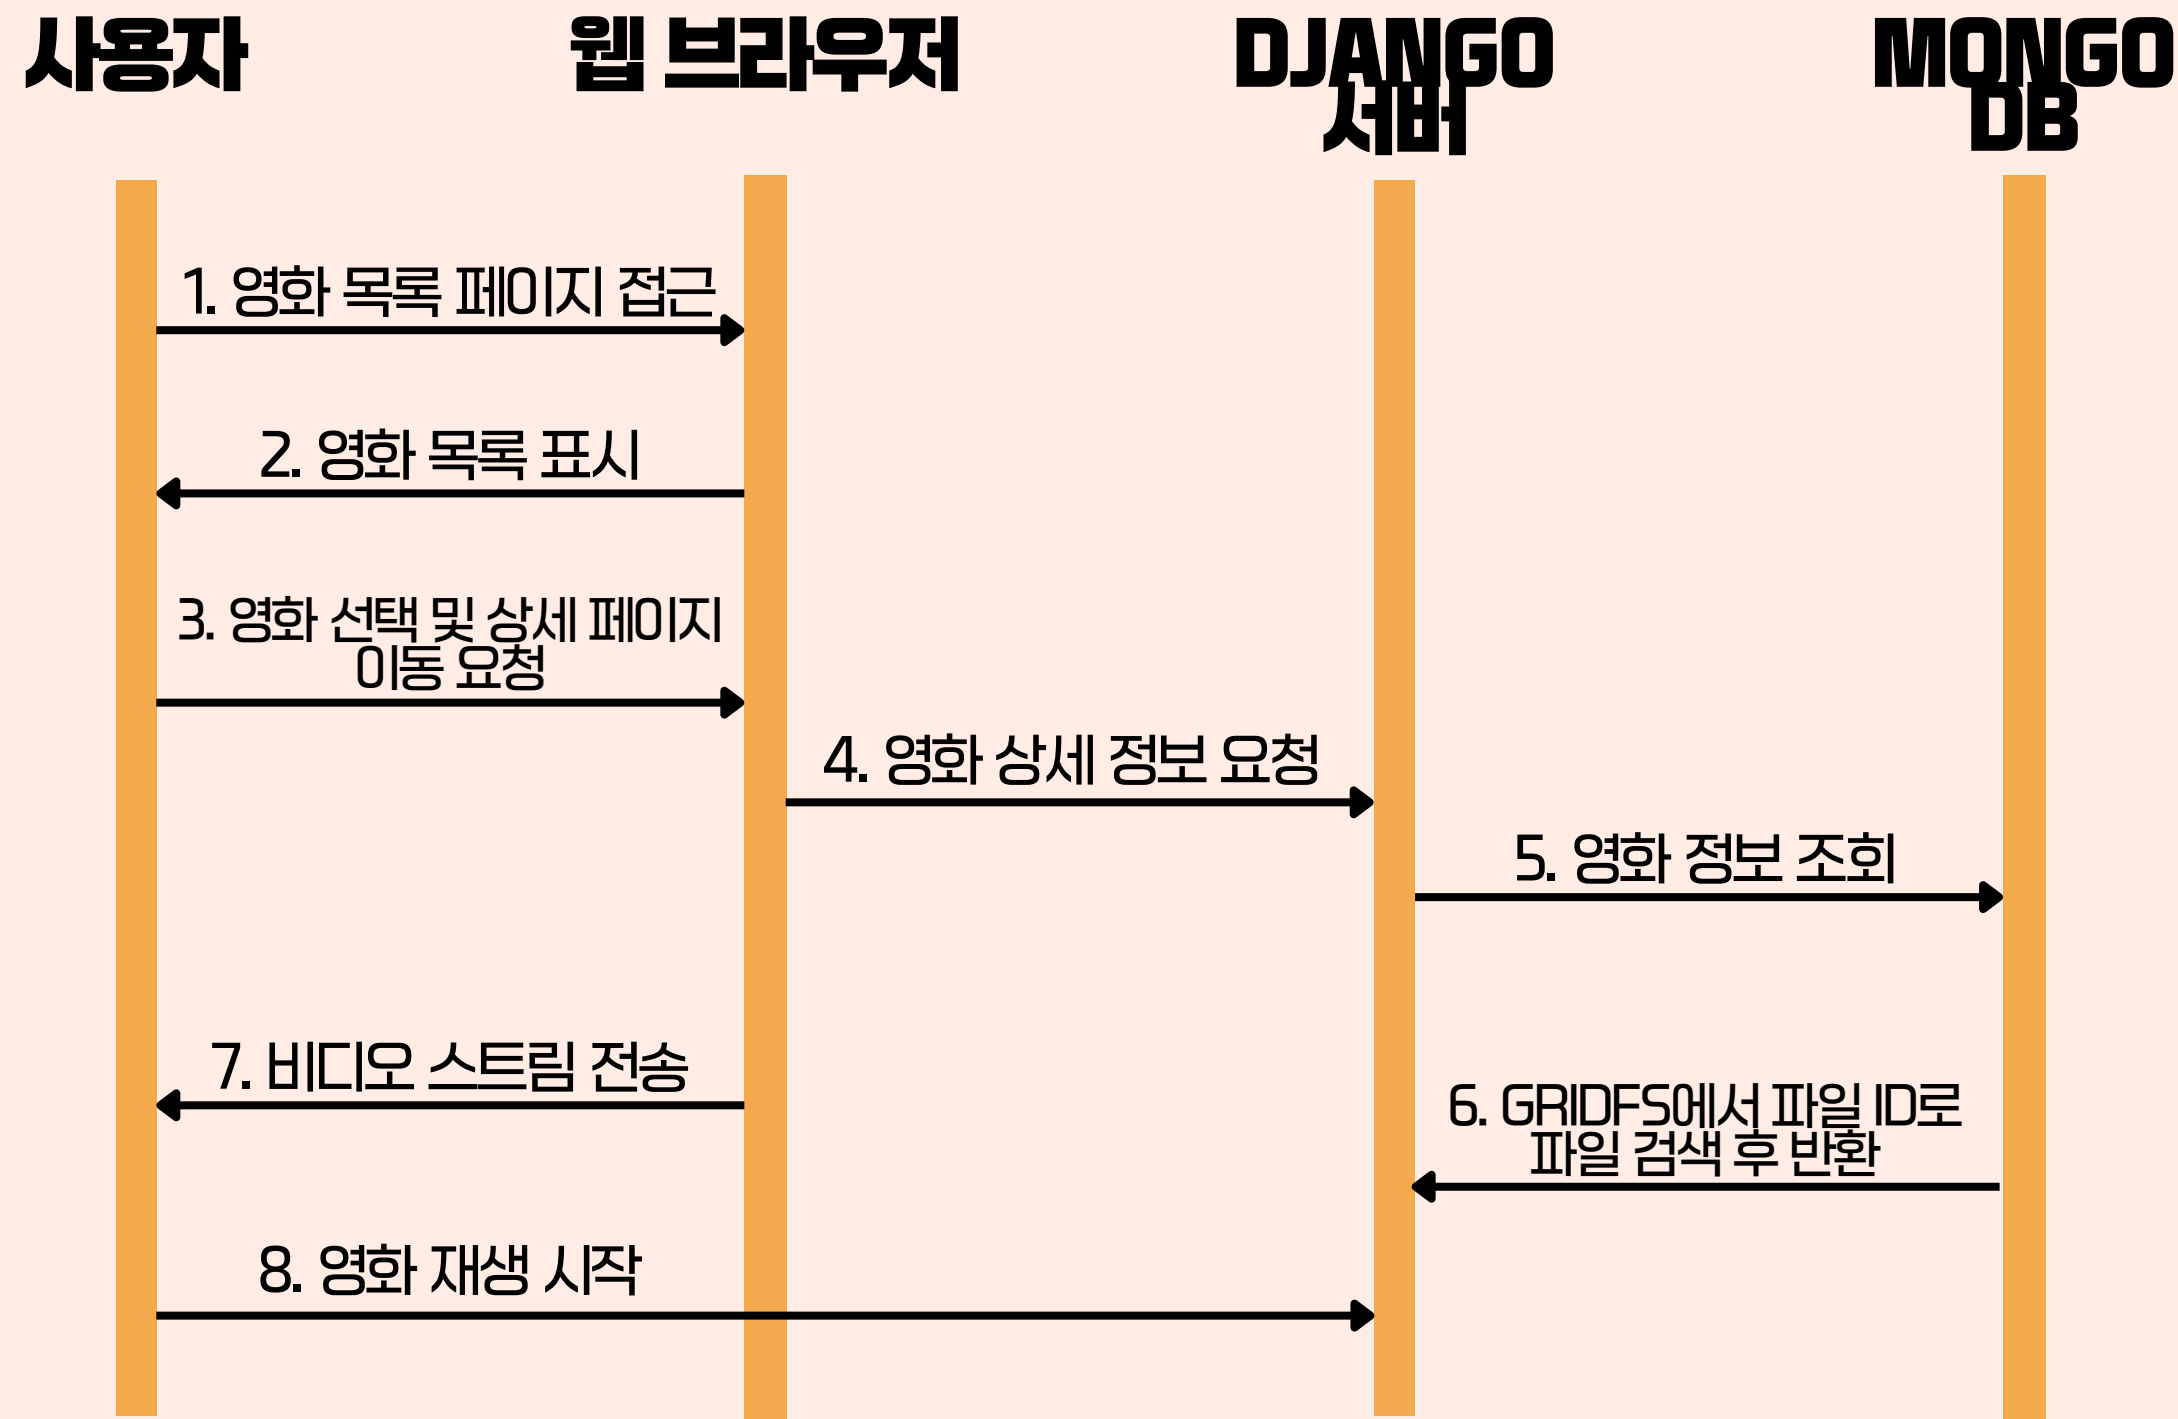 사용자
웹 브라우저
DJANGO
서버
MONGO
DB
1. 영화 목록 페이지 접근
2. 영화 목록 표시
3. 영화 선택 및 상세 페이지
이동 요청
4. 영화 상세 정보 요청
5. 영화 정보 조회
7. 비디오 스트림 전송
6. GRIDFS에서 파일 ID로
파일 검색 후 반환
8. 영화 재생 시작